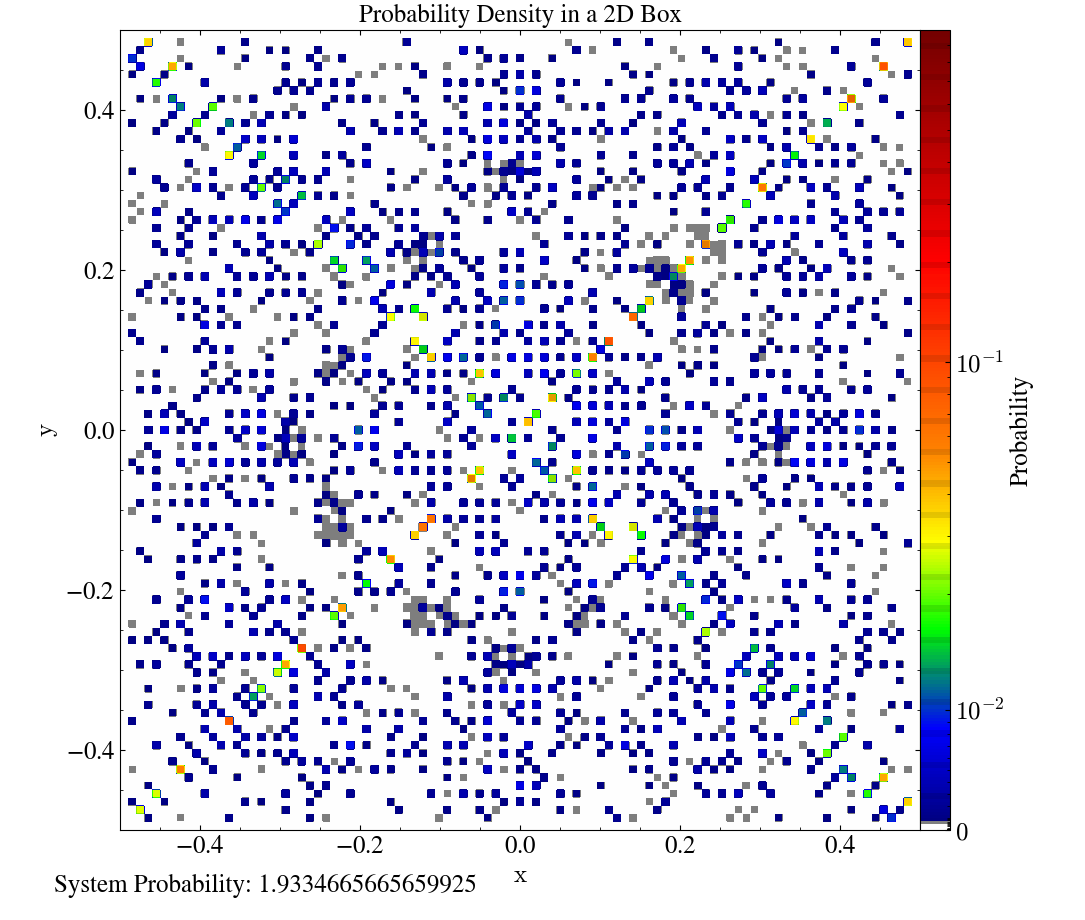 Probability Density in a 2D Box
0.4
0.2
0.0
−0.2
−0.4
y
−0.4 −0.2 0.0 0.2 0.4
x
10⁻¹
10⁻²
0
Probability
System Probability: 1.9334665665659925